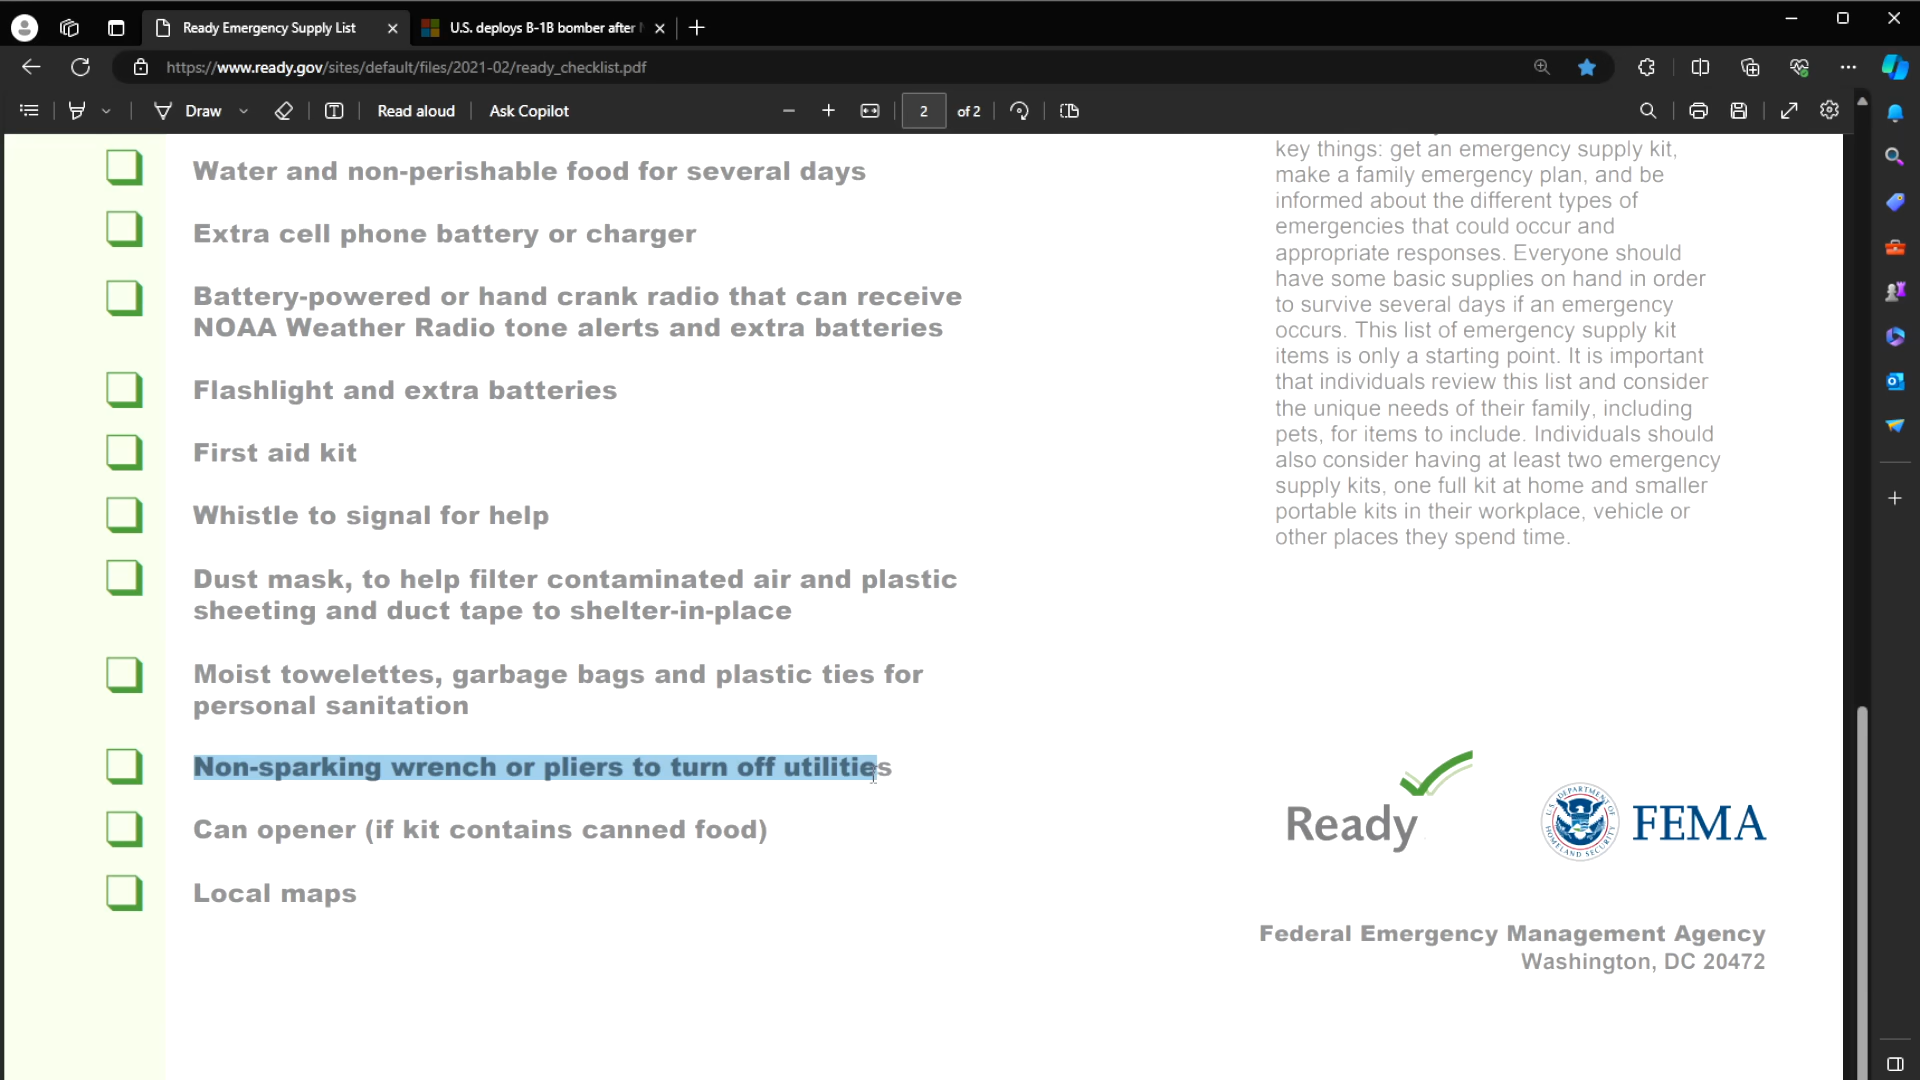 Ready Emergency Supply List
U.S. deploys B-1B bomber after
https://www.ready.gov/sites/default/files/2021-02/ready_checklist.pdf
Draw
Read aloud
Ask Copilot
2
of 2
Water and non-perishable food for several days
Extra cell phone battery or charger
Battery-powered or hand crank radio that can receive
NOAA Weather Radio tone alerts and extra batteries
Flashlight and extra batteries
First aid kit
Whistle to signal for help
Dust mask, to help filter contaminated air and plastic
sheeting and duct tape to shelter-in-place
Moist towelettes, garbage bags and plastic ties for
personal sanitation
Non-sparking wrench or pliers to turn off utilities
Can opener (if kit contains canned food)
Local maps
key things: get an emergency supply kit,
make a family emergency plan, and be
informed about the different types of
emergencies that could occur and
appropriate responses. Everyone should
have some basic supplies on hand in order
to survive several days if an emergency
occurs. This list of emergency supply kit
items is only a starting point. It is important
that individuals review this list and consider
the unique needs of their family, including
pets, for items to include. Individuals should
also consider having at least two emergency
supply kits, one full kit at home and smaller
portable kits in their workplace, vehicle or
other places they spend time.
Ready
U.S. DEPARTMENT OF
HOMELAND SECURITY
FEMA
Federal Emergency Management Agency
Washington, DC 20472